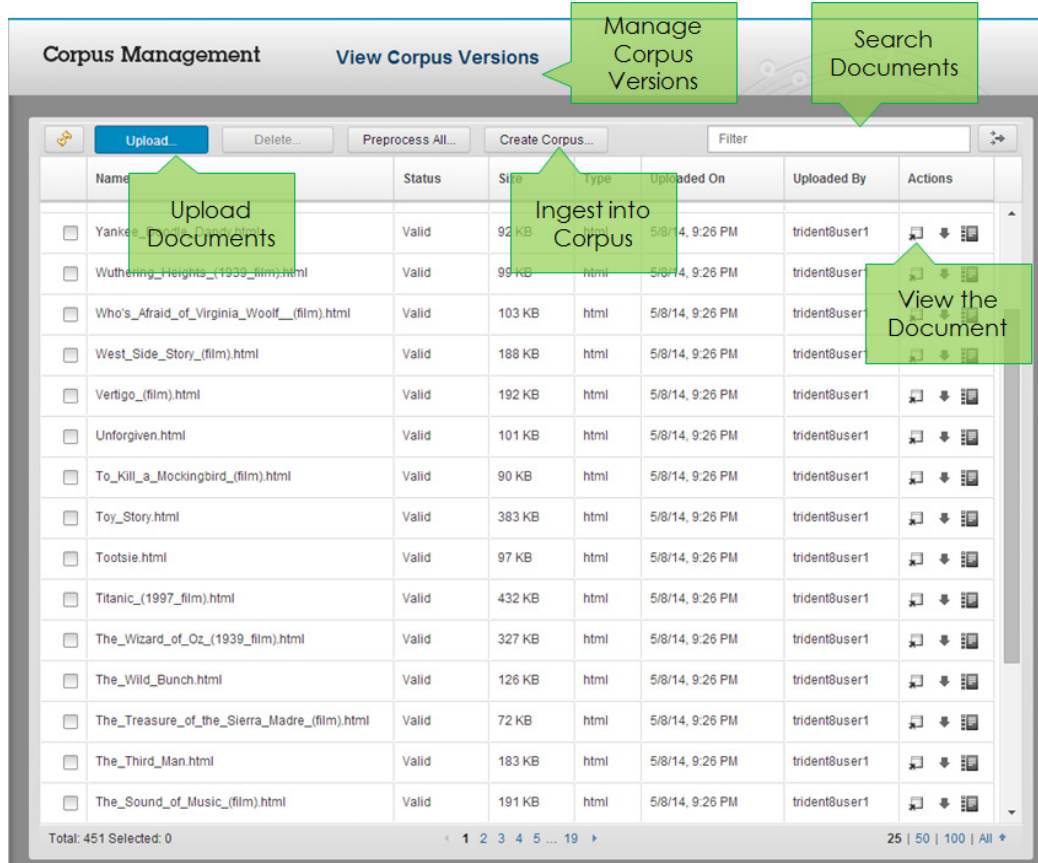 Corpus Management
View Corpus Versions
Manage
Corpus
Versions
Search
Documents
Upload... Delete... Preprocess All... Create Corpus... Filter
Name Status Size Type Uploaded On Uploaded By Actions
Upload
Documents
Ingest into
Corpus
View the
Document
Yankee_Doodle_Dandy.html Valid 92 KB html 5/8/14, 9:26 PM trident8user1
Wuthering_Heights_(1939_film).html Valid 99 KB html 5/8/14, 9:26 PM trident8user1
Who's_Afraid_of_Virginia_Woolf__(film).html Valid 103 KB html 5/8/14, 9:26 PM trident8user1
West_Side_Story_(film).html Valid 188 KB html 5/8/14, 9:26 PM trident8user1
Vertigo_(film).html Valid 192 KB html 5/8/14, 9:26 PM trident8user1
Unforgiven.html Valid 101 KB html 5/8/14, 9:26 PM trident8user1
To_Kill_a_Mockingbird_(film).html Valid 90 KB html 5/8/14, 9:26 PM trident8user1
Toy_Story.html Valid 383 KB html 5/8/14, 9:26 PM trident8user1
Tootsie.html Valid 97 KB html 5/8/14, 9:26 PM trident8user1
Titanic_(1997_film).html Valid 432 KB html 5/8/14, 9:26 PM trident8user1
The_Wizard_of_Oz_(1939_film).html Valid 327 KB html 5/8/14, 9:26 PM trident8user1
The_Wild_Bunch.html Valid 126 KB html 5/8/14, 9:26 PM trident8user1
The_Treasure_of_the_Sierra_Madre_(film).html Valid 72 KB html 5/8/14, 9:26 PM trident8user1
The_Third_Man.html Valid 183 KB html 5/8/14, 9:26 PM trident8user1
The_Sound_of_Music_(film).html Valid 191 KB html 5/8/14, 9:26 PM trident8user1
Total: 451 Selected: 0 1 2 3 4 5 ... 19 25 | 50 | 100 | All